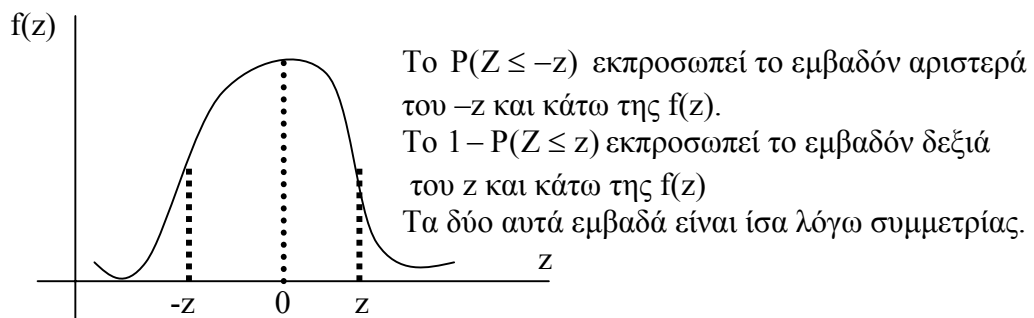 f(z)
Το P(Z ≤ −z) εκπροσωπεί το εμβαδόν αριστερά
του –z και κάτω της f(z).
Το 1 − P(Z ≤ z) εκπροσωπεί το εμβαδόν δεξιά
του z και κάτω της f(z)
Τα δύο αυτά εμβαδά είναι ίσα λόγω συμμετρίας.
z
-z 0 z